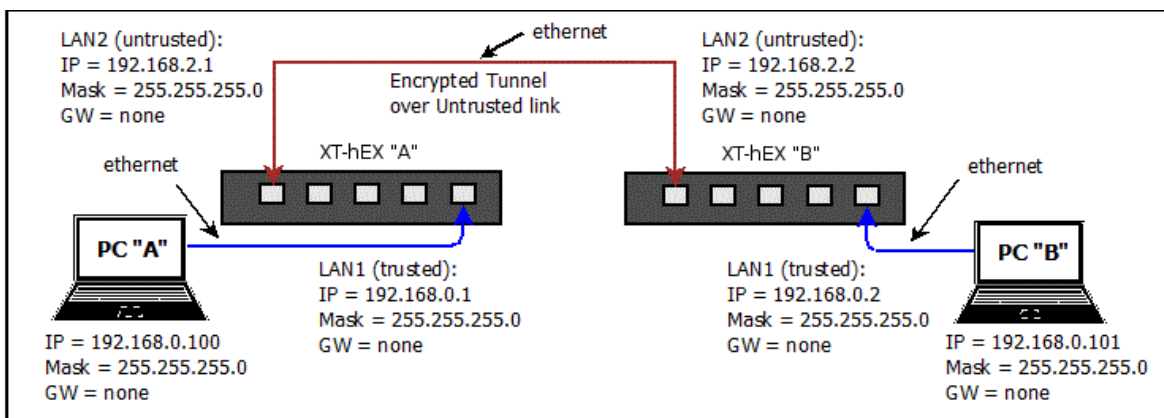 LAN2 (untrusted):
IP = 192.168.2.1
Mask = 255.255.255.0
GW = none
ethernet
Encrypted Tunnel
over Untrusted link
LAN2 (untrusted):
IP = 192.168.2.2
Mask = 255.255.255.0
GW = none
XT-hEX "A"
XT-hEX "B"
ethernet
ethernet
PC "A"
PC "B"
LAN1 (trusted):
IP = 192.168.0.1
Mask = 255.255.255.0
GW = none
LAN1 (trusted):
IP = 192.168.0.2
Mask = 255.255.255.0
GW = none
IP = 192.168.0.100
Mask = 255.255.255.0
GW = none
IP = 192.168.0.101
Mask = 255.255.255.0
GW = none